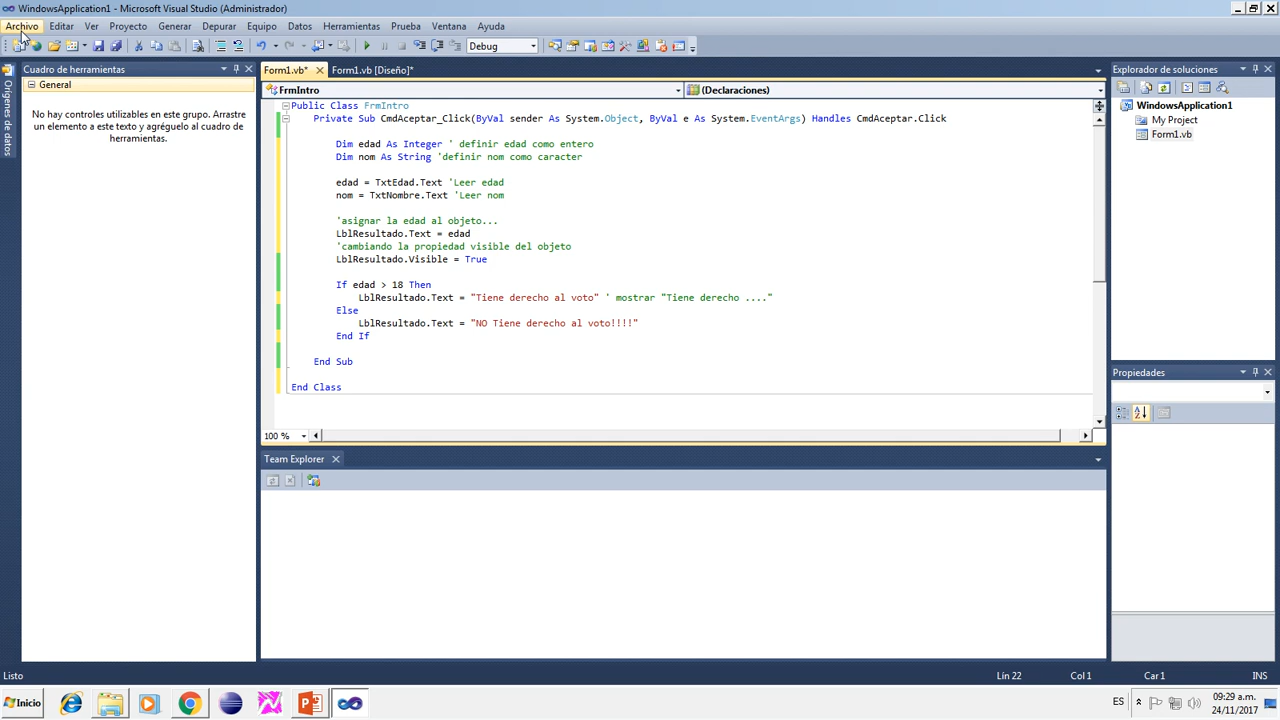 WindowsApplication1 - Microsoft Visual Studio (Administrador)
Archivo Editar Ver Proyecto Generar Depurar Equipo Datos Herramientas Prueba Ventana Ayuda
Debug
Orígenes de datos
Cuadro de herramientas
General
No hay controles utilizables en este grupo. Arrastre
un elemento a este texto y agréguelo al cuadro de
herramientas.
Form1.vb* Form1.vb [Diseño]*
FrmIntro (Declaraciones)
Public Class FrmIntro
Private Sub CmdAceptar_Click(ByVal sender As System.Object, ByVal e As System.EventArgs) Handles CmdAceptar.Click
Dim edad As Integer ' definir edad como entero
Dim nom As String 'definir nom como caracter
edad = TxtEdad.Text 'Leer edad
nom = TxtNombre.Text 'Leer nom
'asignar la edad al objeto...
LblResultado.Text = edad
'cambiando la propiedad visible del objeto
LblResultado.Visible = True
If edad > 18 Then
LblResultado.Text = "Tiene derecho al voto" ' mostrar "Tiene derecho ...."
Else
LblResultado.Text = "NO Tiene derecho al voto!!!!"
End If
End Sub
End Class
100 %
Team Explorer
Explorador de soluciones
WindowsApplication1
My Project
Form1.vb
Propiedades
Listo Lín 22 Col 1 Car 1 INS
Inicio ES 09:29 a.m.
24/11/2017